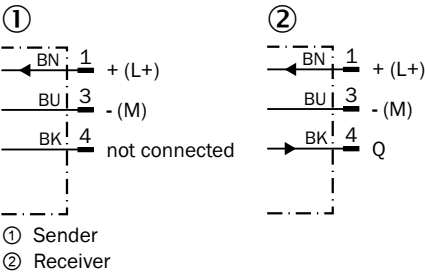 ① ②
BN 1 + (L+)
BU 3 - (M)
BK 4 not connected
BN 1 + (L+)
BU 3 - (M)
BK 4 Q
① Sender
② Receiver